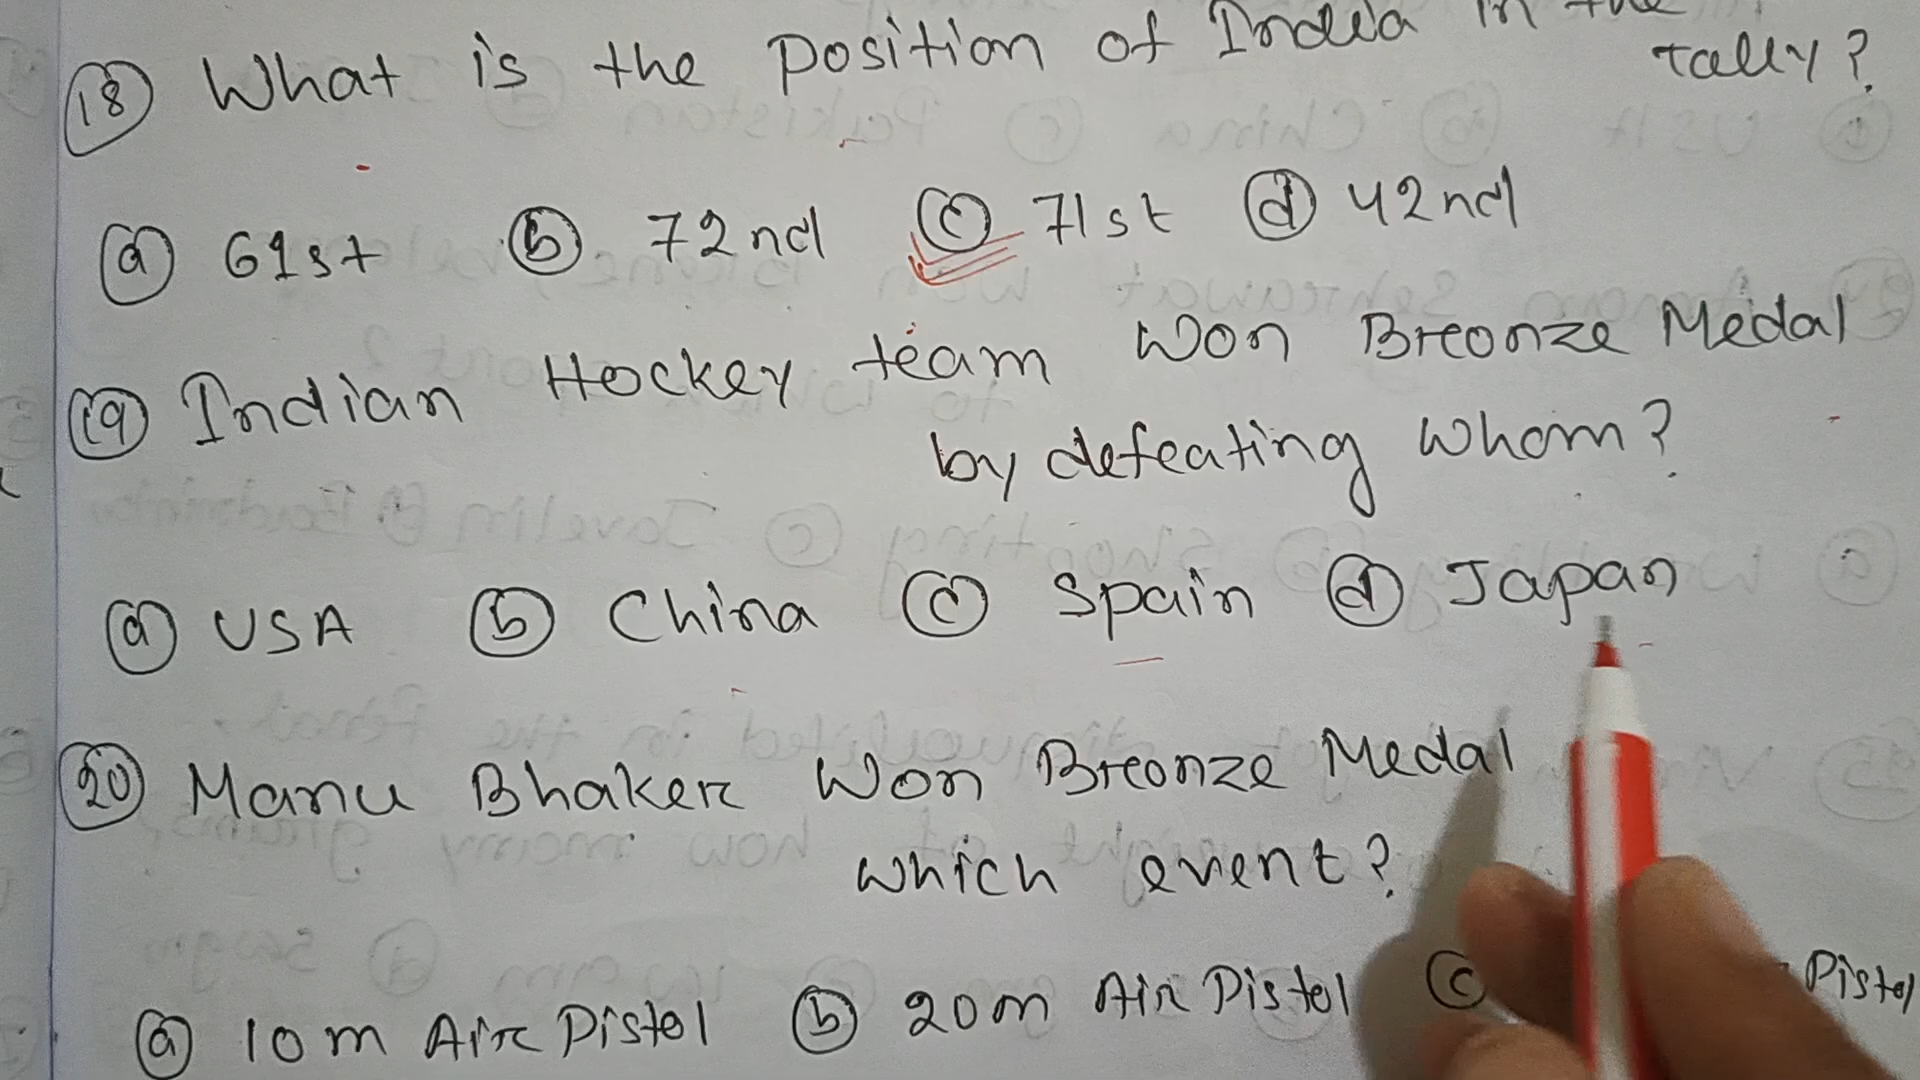 18 What is the position of India in the
tally?
a 61st b 72nd c 71st d 42nd
19 Indian Hockey team won Bronze Medal
by defeating whom?
a USA b China c Spain d Japan
20 Manu Bhaker won Bronze Medal
which event?
a 10m Air Pistol b 20m Air Pistol c Pistol